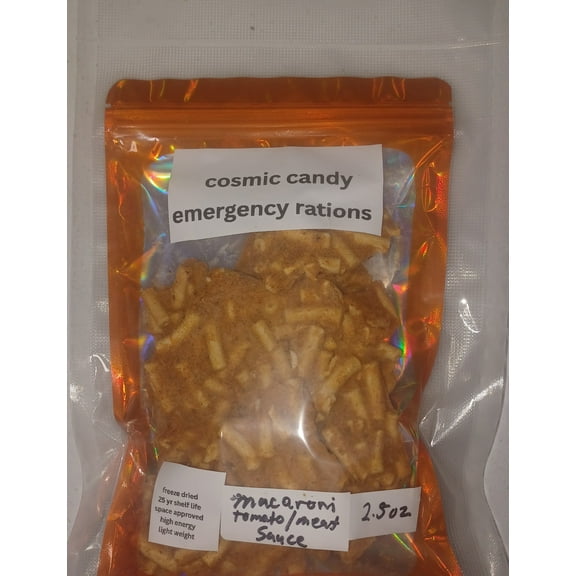 cosmic candy
emergency rations
freeze dried
25 yr shelf life
space approved
high energy
light weight
macaroni
tomato/meat
sauce
2.5oz